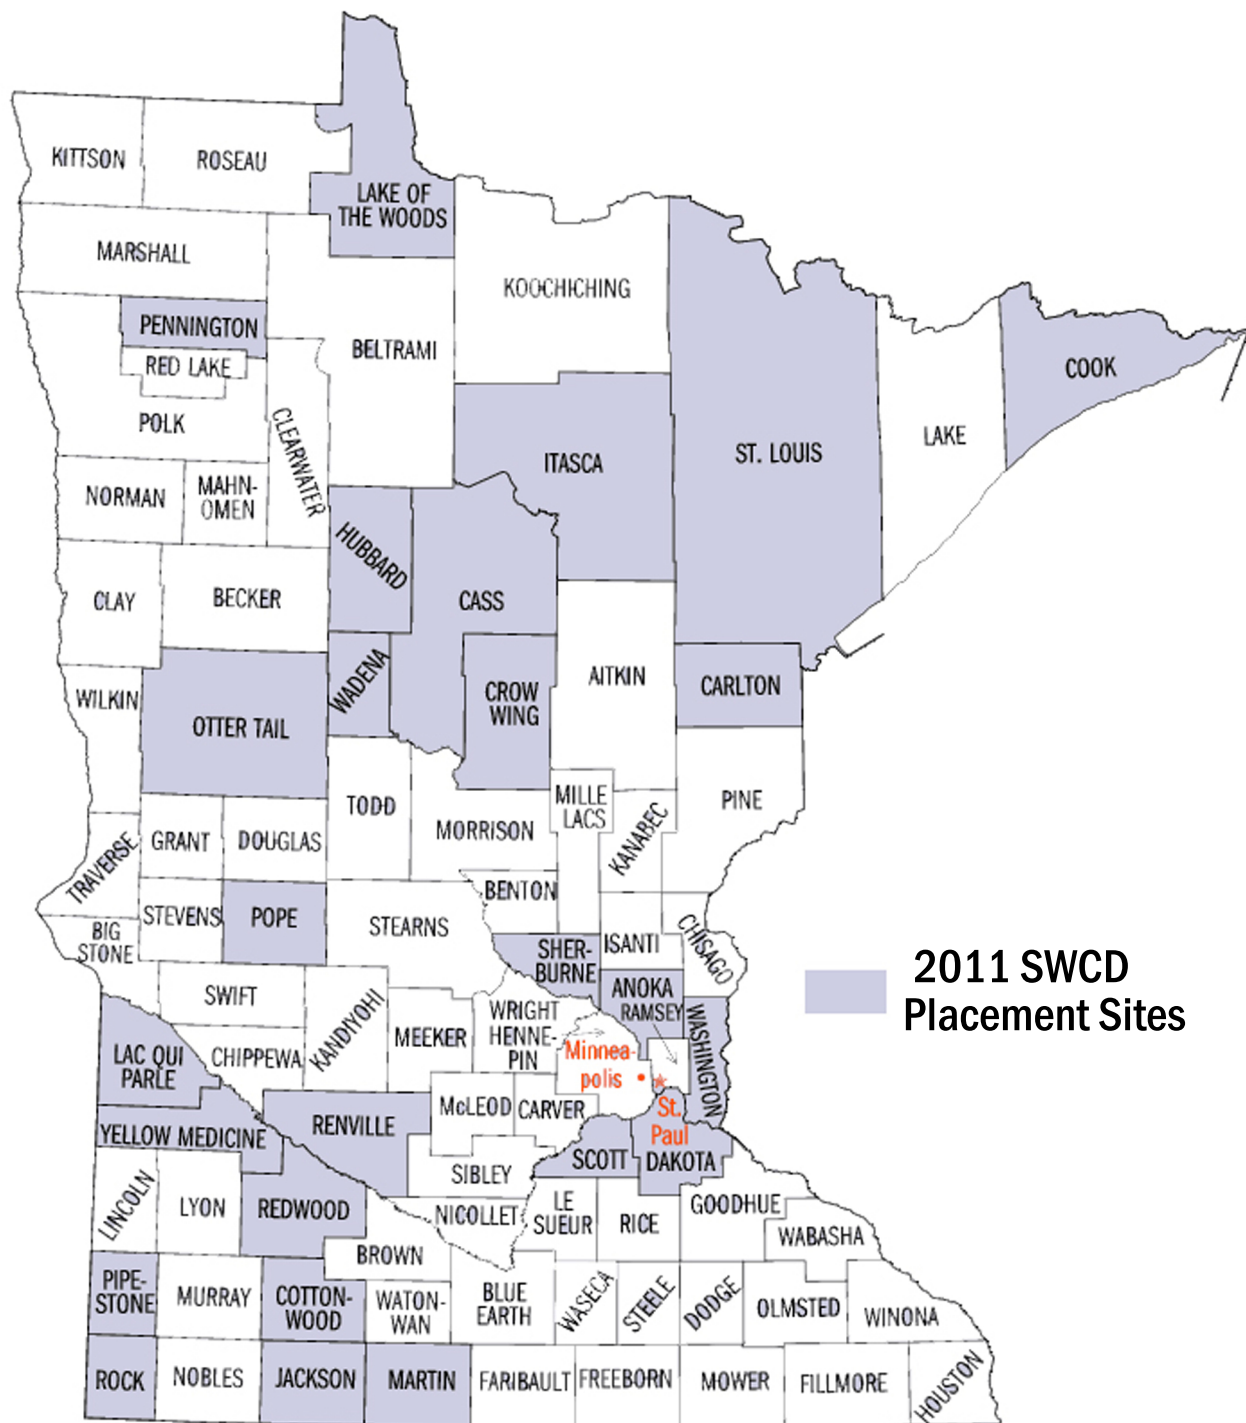 KITTSON
ROSEAU
LAKE OF
THE WOODS
MARSHALL
KOOCHICHING
PENNINGTON
BELTRAMI
RED LAKE
COOK
POLK
CLEARWATER
LAKE
ITASCA
ST. LOUIS
NORMAN
MAHN-
OMEN
HUBBARD
CLAY
BECKER
CASS
AITKIN
WILKIN
WADENA
CROW
WING
CARLTON
OTTER TAIL
TODD
MILLE
LACS
PINE
GRANT
DOUGLAS
MORRISON
KANABEC
TRAVERSE
BENTON
STEVENS
POPE
STEARNS
BIG
STONE
SHER-
BURNE
ISANTI
CHISAGO
2011 SWCD
Placement Sites
SWIFT
KANDIYOHI
ANOKA
RAMSEY
WRIGHT
HENNE-
PIN
MEEKER
WASHINGTON
LAC QUI
PARLE
CHIPPEWA
Minnea-
polis
St.
Paul
McLEOD
CARVER
RENVILLE
YELLOW MEDICINE
SCOTT
DAKOTA
SIBLEY
LINCOLN
LYON
REDWOOD
NICOLLET
LE
SUEUR
RICE
GOODHUE
WABASHA
BROWN
PIPE-
STONE
MURRAY
COTTON-
WOOD
WATON-
WAN
BLUE
EARTH
WASECA
STEELE
DODGE
OLMSTED
WINONA
ROCK
NOBLES
JACKSON
MARTIN
FARIBAULT
FREEBORN
MOWER
FILLMORE
HOUSTON